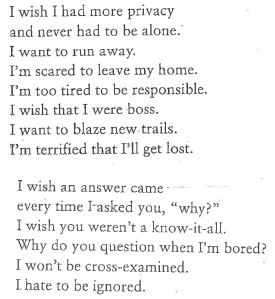 I wish I had more privacy
and never had to be alone.
I want to run away.
I'm scared to leave my home.
I'm too tired to be responsible.
I wish that I were boss.
I want to blaze new trails.
I'm terrified that I'll get lost.
I wish an answer came
every time I asked you, “why?”
I wish you weren't a know-it-all.
Why do you question when I'm bored?
I won't be cross-examined.
I hate to be ignored.